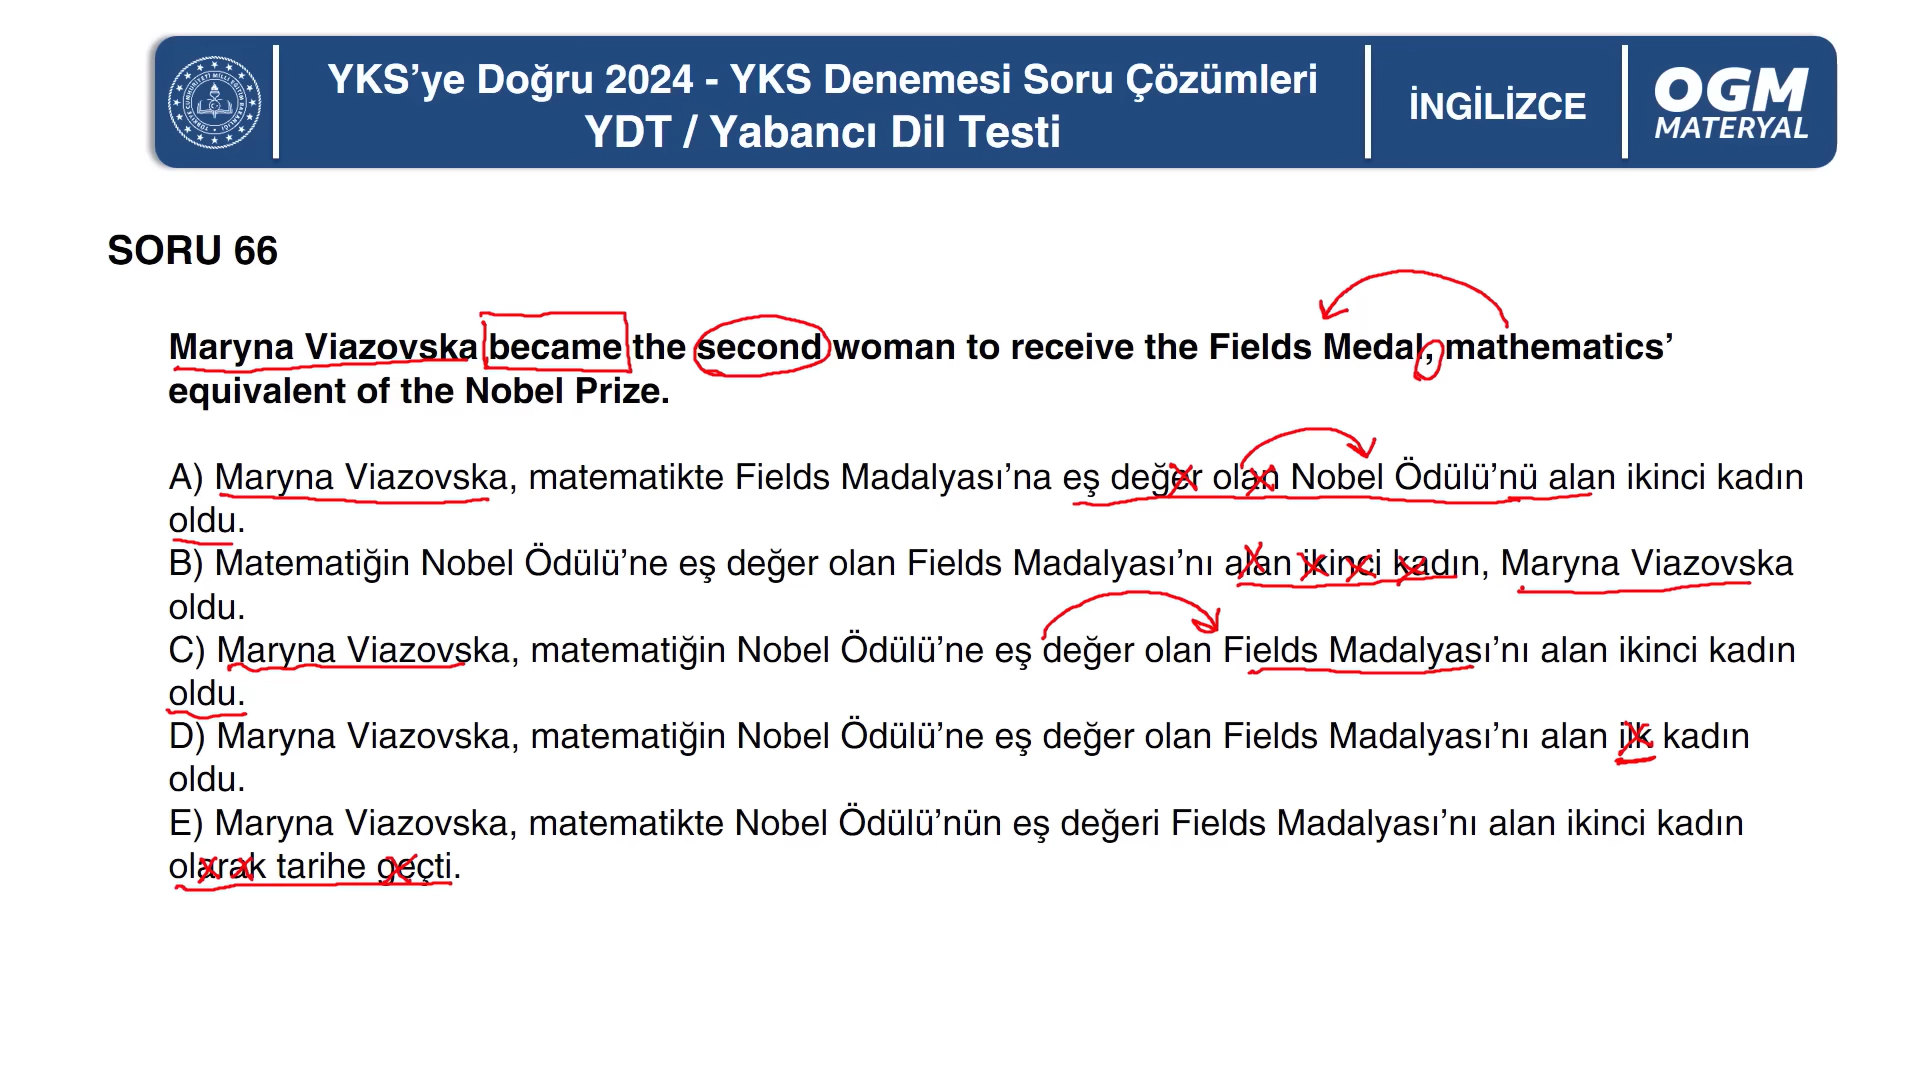 YKS’ye Doğru 2024 - YKS Denemesi Soru Çözümleri
YDT / Yabancı Dil Testi
İNGİLİZCE
OGM
MATERYAL
SORU 66
Maryna Viazovska became the second woman to receive the Fields Medal, mathematics’
equivalent of the Nobel Prize.
A) Maryna Viazovska, matematikte Fields Madalyası’na eş değer olan Nobel Ödülü’nü alan ikinci kadın
oldu.
B) Matematiğin Nobel Ödülü’ne eş değer olan Fields Madalyası’nı alan ikinci kadın, Maryna Viazovska
oldu.
C) Maryna Viazovska, matematiğin Nobel Ödülü’ne eş değer olan Fields Madalyası’nı alan ikinci kadın
oldu.
D) Maryna Viazovska, matematiğin Nobel Ödülü’ne eş değer olan Fields Madalyası’nı alan ilk kadın
oldu.
E) Maryna Viazovska, matematikte Nobel Ödülü’nün eş değeri Fields Madalyası’nı alan ikinci kadın
olarak tarihe geçti.